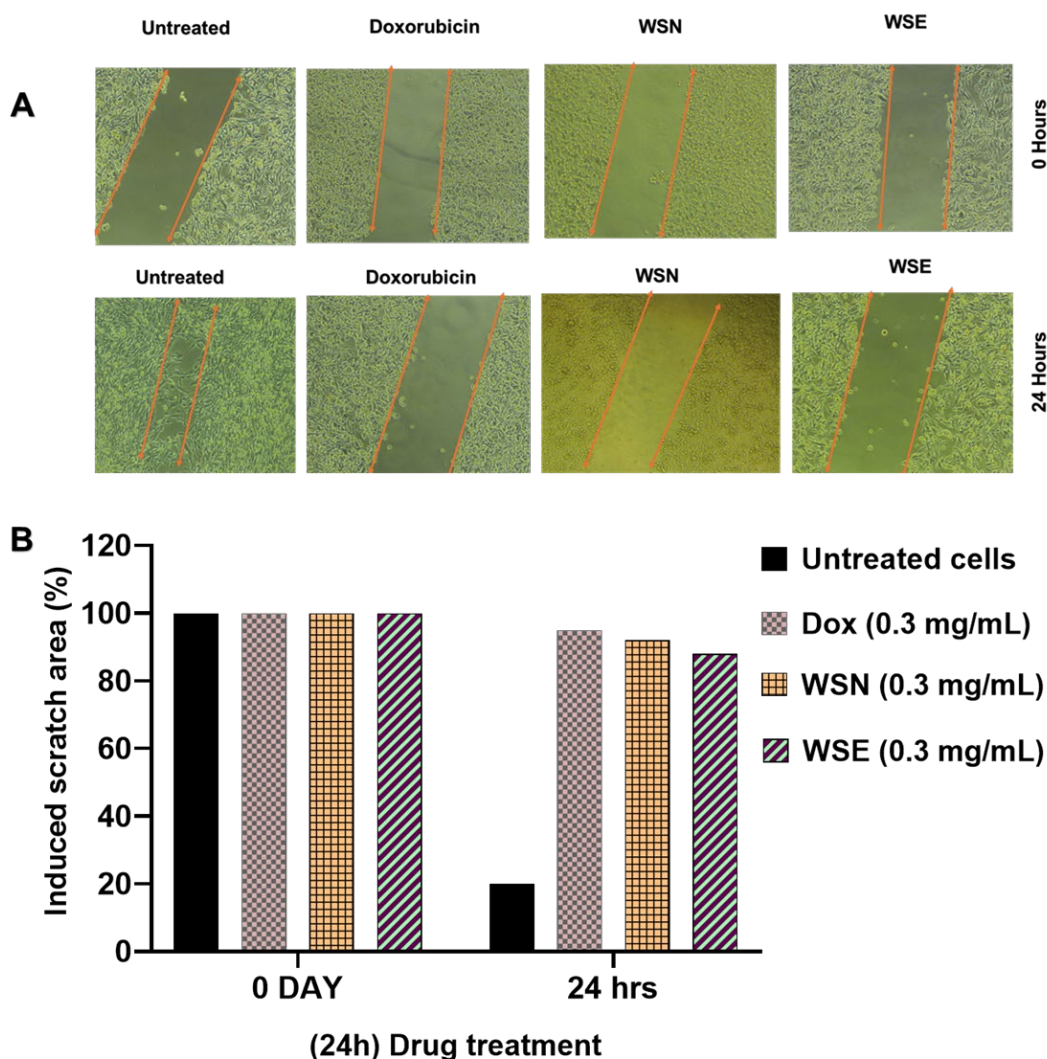 Untreated
Doxorubicin
WSN
WSE
A
0 Hours
Untreated
Doxorubicin
WSN
WSE
24 Hours
B
Induced scratch area (%)
120
100
80
60
40
20
0
0 DAY
24 hrs
(24h) Drug treatment
Untreated cells
Dox (0.3 mg/mL)
WSN (0.3 mg/mL)
WSE (0.3 mg/mL)